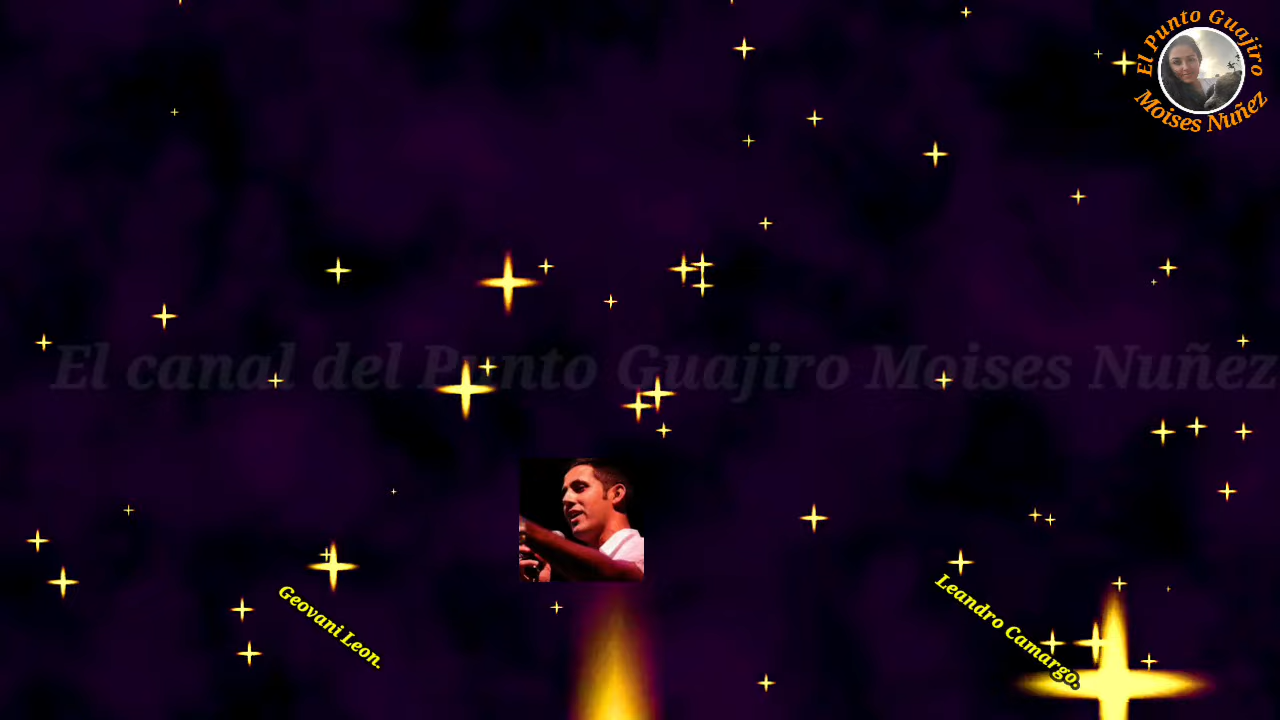 El Punto Guajiro
Moises Nuñez
El canal del Punto Guajiro Moises Nuñez
Geovani Leon.
Leandro Camargo.